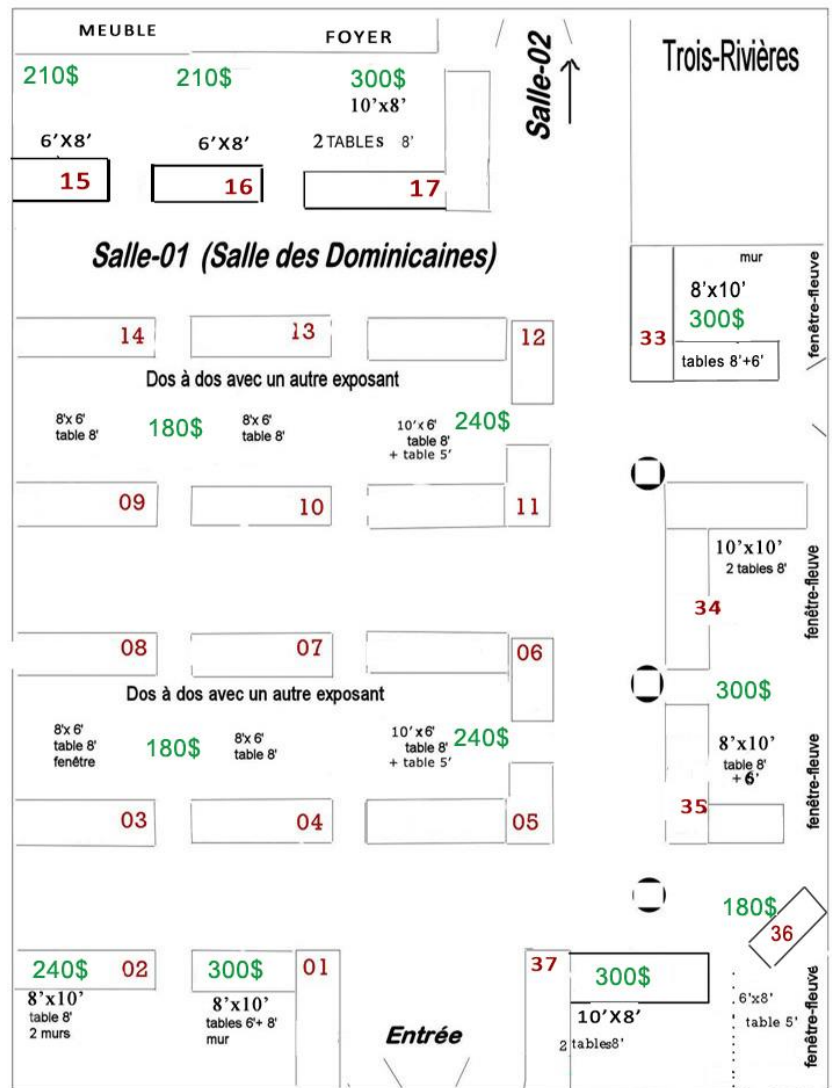 MEUBLE
FOYER
Salle-02
Trois-Rivières
210$
210$
300$
10'x8'
6'X8'
6'X8'
2 TABLES 8'
15
16
17
Salle-01 (Salle des Dominicaines)
mur
8'x10'
300$
33
tables 8'+6'
fenêtre-fleuve
14
13
12
Dos à dos avec un autre exposant
8'x 6'
table 8'
180$
8'x 6'
table 8'
10'x 6'
table 8'
+ table 5'
240$
09
10
11
10'x10'
2 tables 8'
34
fenêtre-fleuve
08
07
06
Dos à dos avec un autre exposant
300$
8'x 6'
table 8'
fenêtre
180$
8'x 6'
table 8'
10' x6'
table 8'
+ table 5'
240$
8'x10'
table 8'
+ 6'
35
fenêtre-fleuve
03
04
05
180$
36
240$
02
8'x10'
table 8'
2 murs
300$
01
8'x10'
tables 6'+ 8'
mur
Entrée
37
300$
10'X8'
2 tables8'
6'x8'
table 5'
fenêtre-fleuve